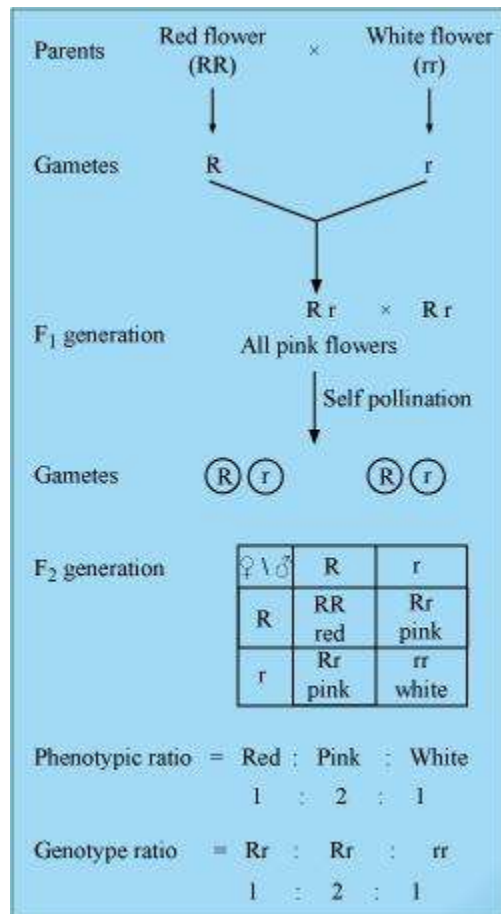 Parents Red flower × White flower
(RR) (rr)
Gametes R r
R r × R r
F₁ generation All pink flowers
Self pollination
Gametes R r R r
F₂ generation
♀ \ ♂ R r
R RR red Rr pink
r Rr pink rr white
Phenotypic ratio = Red : Pink : White
1 : 2 : 1
Genotype ratio = Rr : Rr : rr
1 : 2 : 1